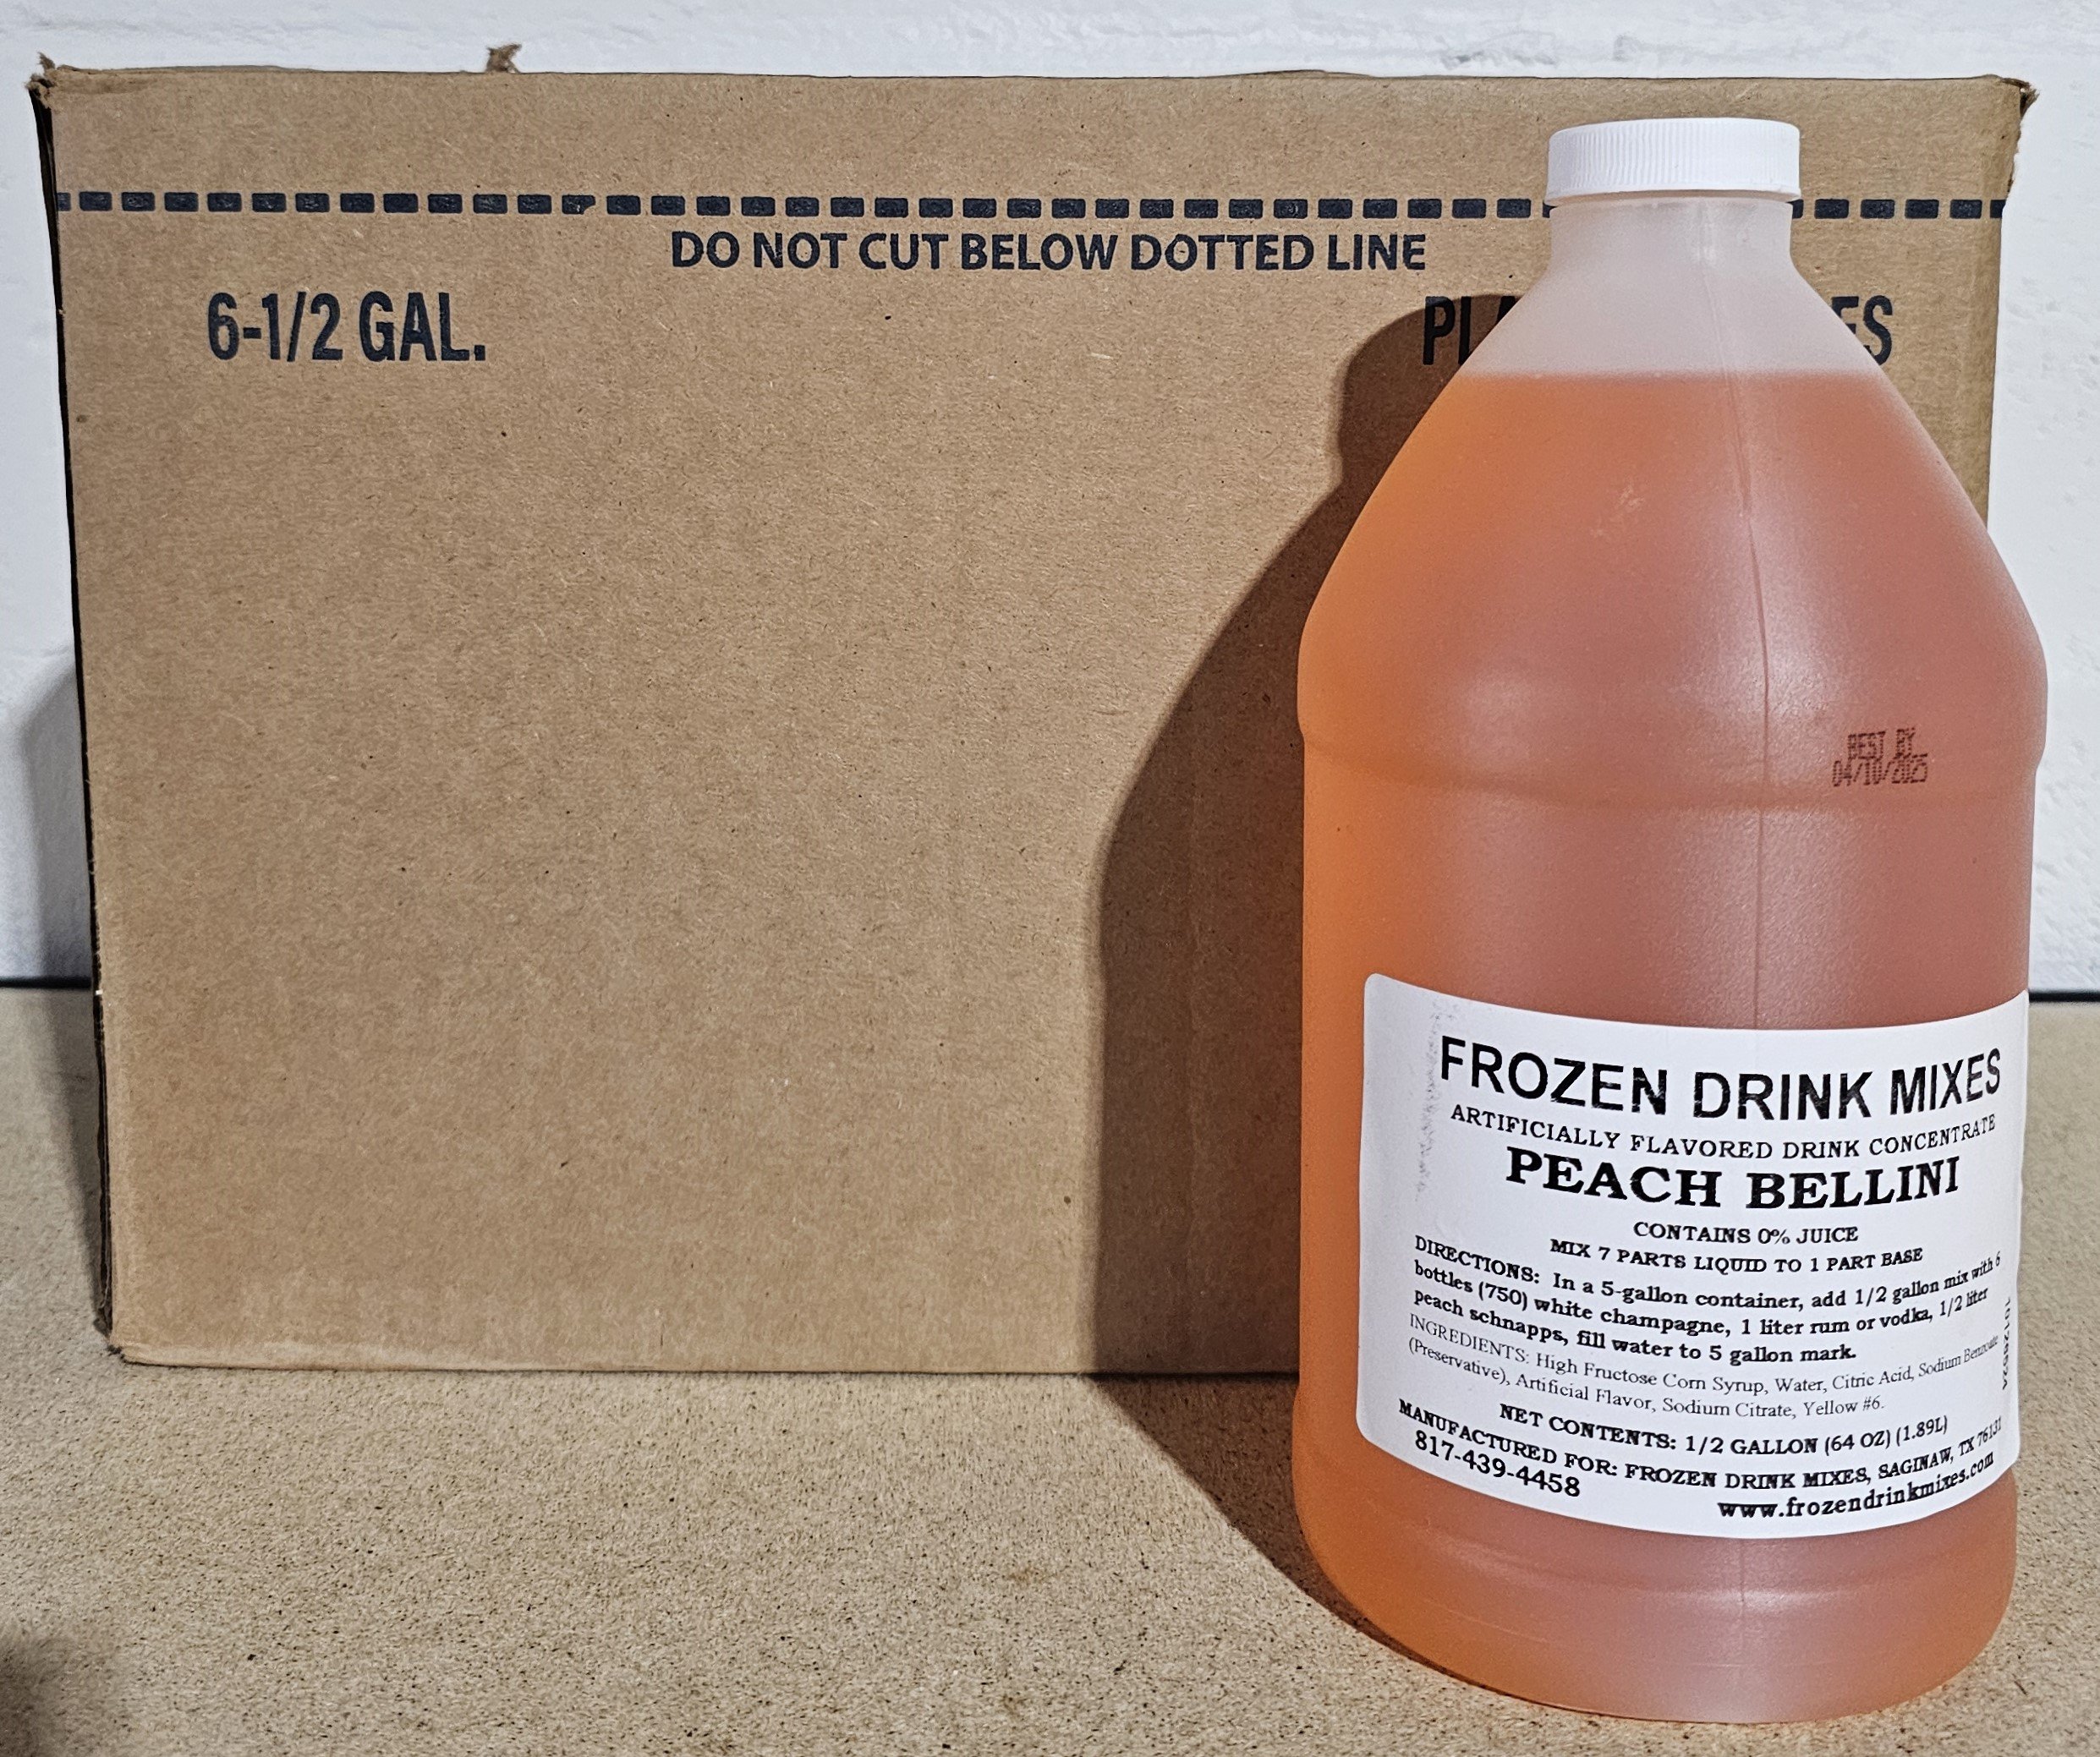 DO NOT CUT BELOW DOTTED LINE
6-1/2 GAL.
BEST BY
04/10/2025
FROZEN DRINK MIXES
ARTIFICIALLY FLAVORED DRINK CONCENTRATE
PEACH BELLINI
CONTAINS 0% JUICE
MIX 7 PARTS LIQUID TO 1 PART BASE
DIRECTIONS: In a 5-gallon container, add 1/2 gallon mix with 6
bottles (750) white champagne, 1 liter rum or vodka, 1/2 liter
peach schnapps, fill water to 5 gallon mark.
INGREDIENTS: High Fructose Corn Syrup, Water, Citric Acid, Sodium Benzoate
(Preservative), Artificial Flavor, Sodium Citrate, Yellow #6.
NET CONTENTS: 1/2 GALLON (64 OZ) (1.89L)
MANUFACTURED FOR: FROZEN DRINK MIXES, SAGINAW, TX 76131
817-439-4458
www.frozendrinkmixes.com